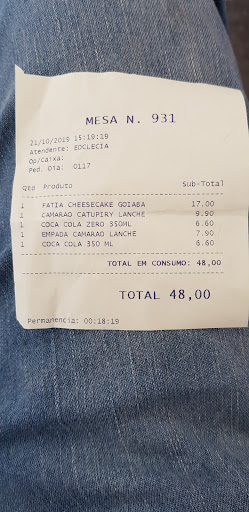 MESA N. 931
21/10/2019 15:19:19
Atendente: EDCLECIA
Op/Caixa:
Ped. Dia: 0117
Qtd Produto Sub-Total
1 FATIA CHEESECAKE GOIABA 17.00
1 CAMARAO CATUPIRY LANCHE 9.90
1 COCA COLA ZERO 350ML 6.60
1 EMPADA CAMARAO LANCHE 7.90
1 COCA COLA 350 ML 6.60
TOTAL EM CONSUMO: 48,00
TOTAL 48,00
Permanencia: 00:18:19